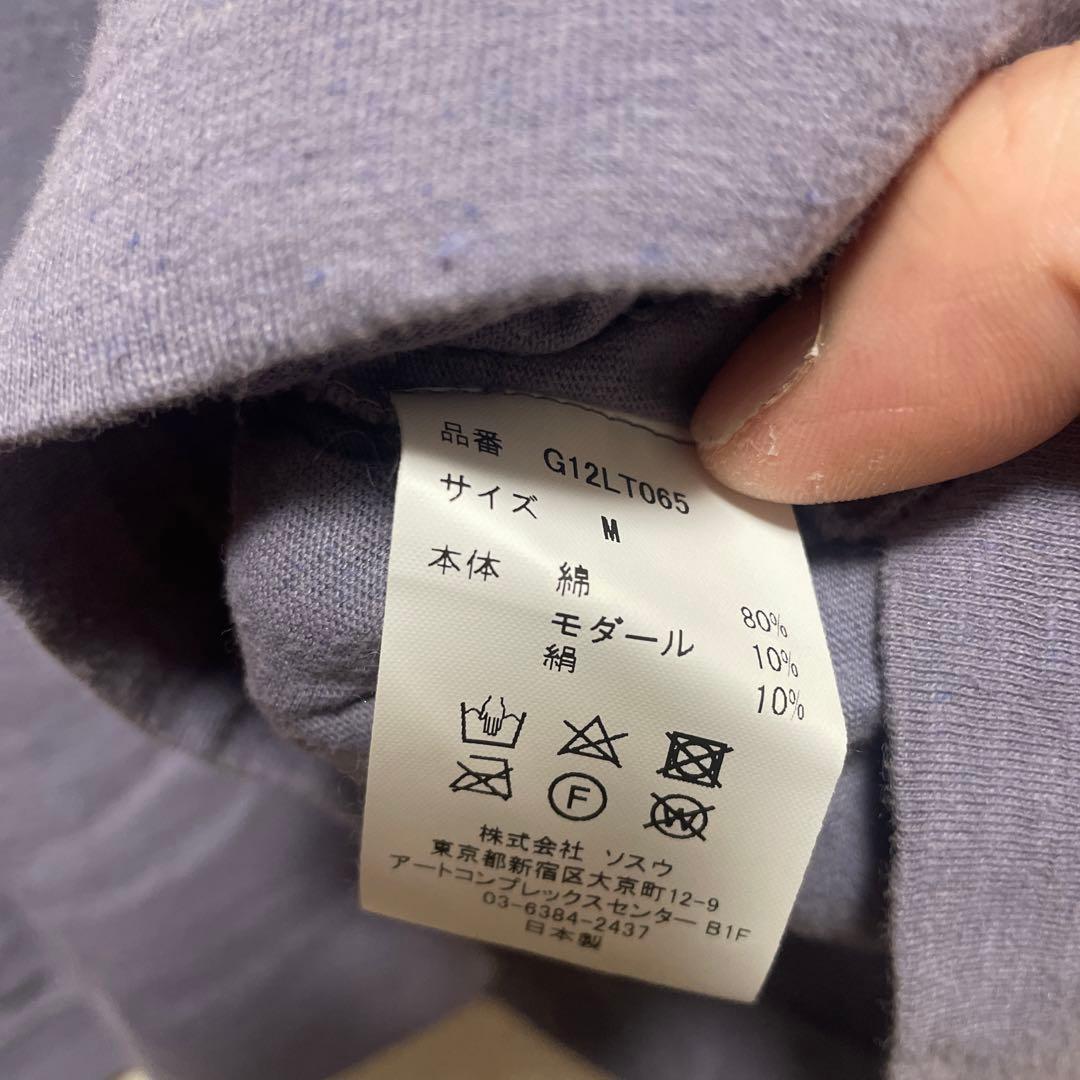 品番 G12LT065
サイズ M
本体 綿 80%
モダール 10%
絹 10%
F
W
株式会社 ソスウ
東京都新宿区大京町12-9
アートコンプレックスセンター B1F
03-6384-2437
日本製